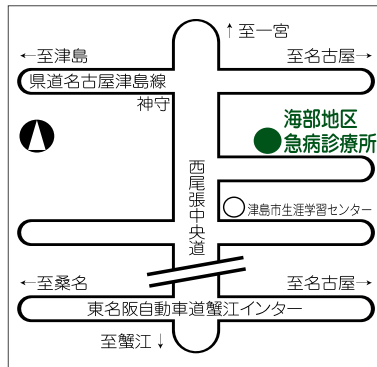 ↑至一宮
←至津島
至名古屋→
県道名古屋津島線
神守
海部地区
急病診療所
西尾張中央道
津島市生涯学習センター
←至桑名
至名古屋→
東名阪自動車道蟹江インター
至蟹江↓